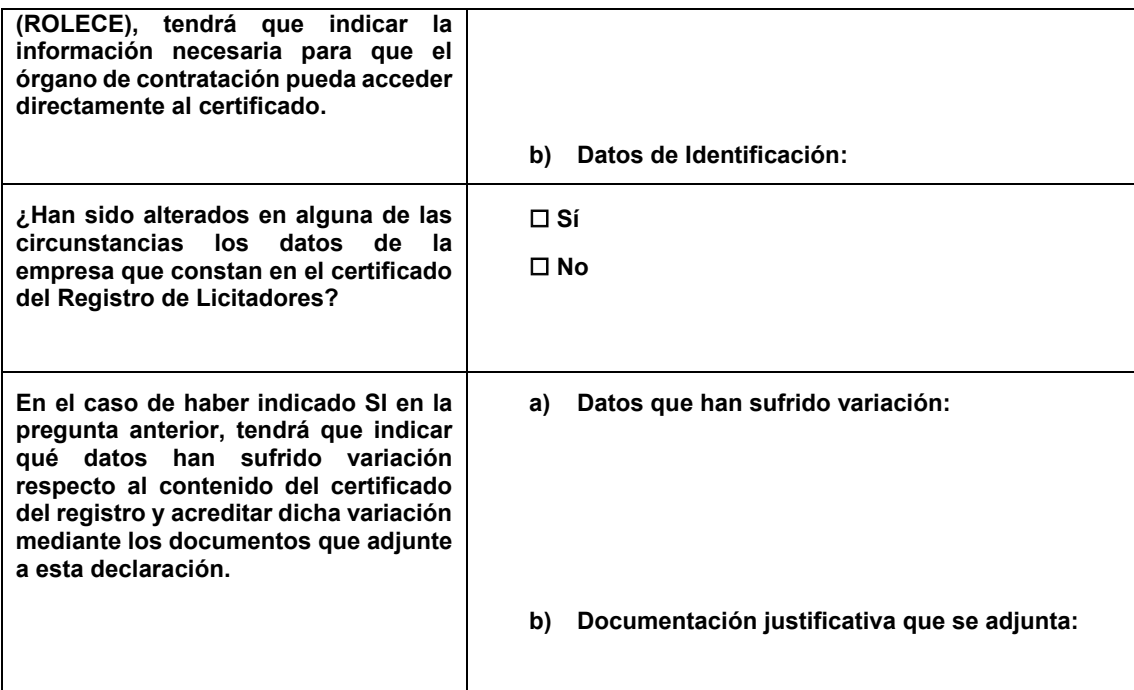 (ROLECE), tendrá que indicar la
información necesaria para que el
órgano de contratación pueda acceder
directamente al certificado.
b) Datos de Identificación:
¿Han sido alterados en alguna de las
circunstancias los datos de la
empresa que constan en el certificado
del Registro de Licitadores?
☐ Sí
☐ No
En el caso de haber indicado SI en la
pregunta anterior, tendrá que indicar
qué datos han sufrido variación
respecto al contenido del certificado
del registro y acreditar dicha variación
mediante los documentos que adjunte
a esta declaración.
a) Datos que han sufrido variación:
b) Documentación justificativa que se adjunta: